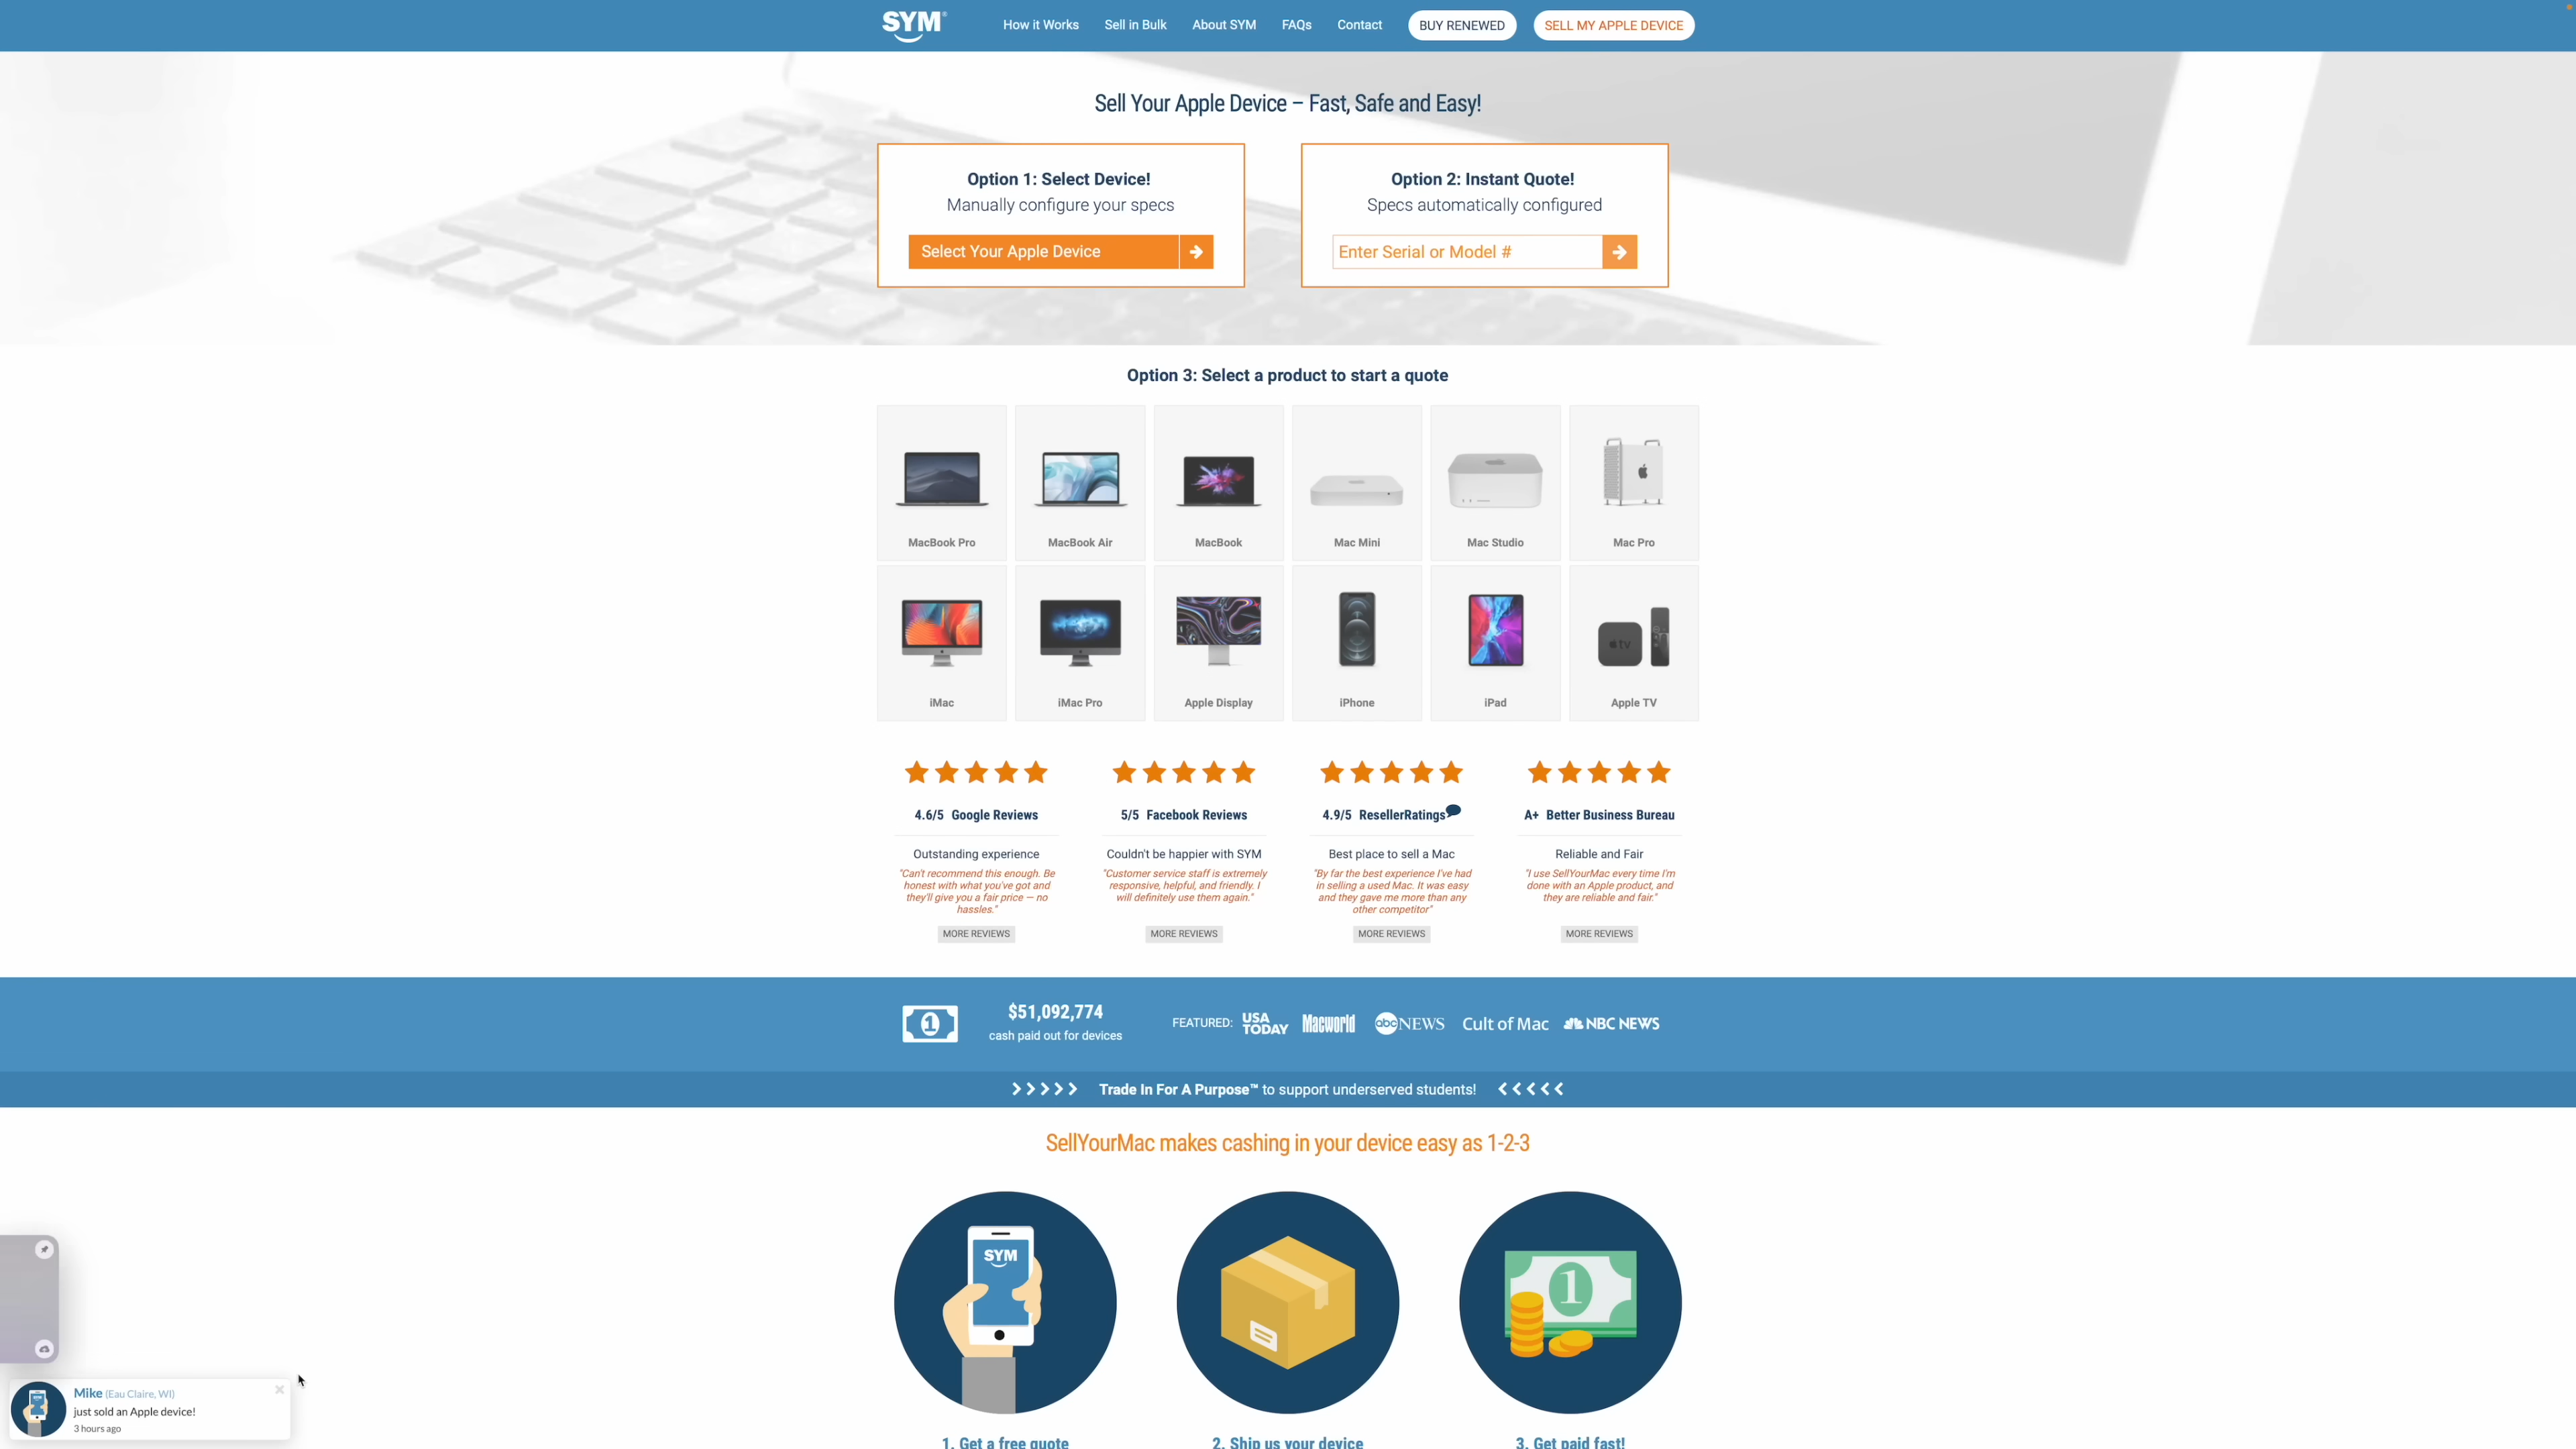 SYM
How it Works
Sell in Bulk
About SYM
FAQs
Contact
BUY RENEWED
SELL MY APPLE DEVICE
Sell Your Apple Device – Fast, Safe and Easy!
Option 1: Select Device!
Manually configure your specs
Select Your Apple Device
Option 2: Instant Quote!
Specs automatically configured
Enter Serial or Model #
Option 3: Select a product to start a quote
MacBook Pro
MacBook Air
MacBook
Mac Mini
Mac Studio
Mac Pro
iMac
iMac Pro
Apple Display
iPhone
iPad
tv
Apple TV
4.6/5 Google Reviews
Outstanding experience
"Can't recommend this enough. Be
honest with what you've got and
they'll give you a fair price — no
hassles."
MORE REVIEWS
5/5 Facebook Reviews
Couldn't be happier with SYM
"Customer service staff is extremely
responsive, helpful, and friendly. I
will definitely use them again."
MORE REVIEWS
4.9/5 ResellerRatings
Best place to sell a Mac
"By far the best experience I've had
in selling a used Mac. It was easy
and they gave me more than any
other competitor"
MORE REVIEWS
A+ Better Business Bureau
Reliable and Fair
"I use SellYourMac every time I'm
done with an Apple product, and
they are reliable and fair."
MORE REVIEWS
1
$51,092,774
cash paid out for devices
FEATURED:
USA
TODAY
Macworld
abc NEWS
Cult of Mac
NBC NEWS
Trade In For A Purpose™ to support underserved students!
SellYourMac makes cashing in your device easy as 1-2-3
SYM
1
1. Get a free quote
2. Ship us your device
3. Get paid fast!
Mike (Eau Claire, WI)
just sold an Apple device!
3 hours ago